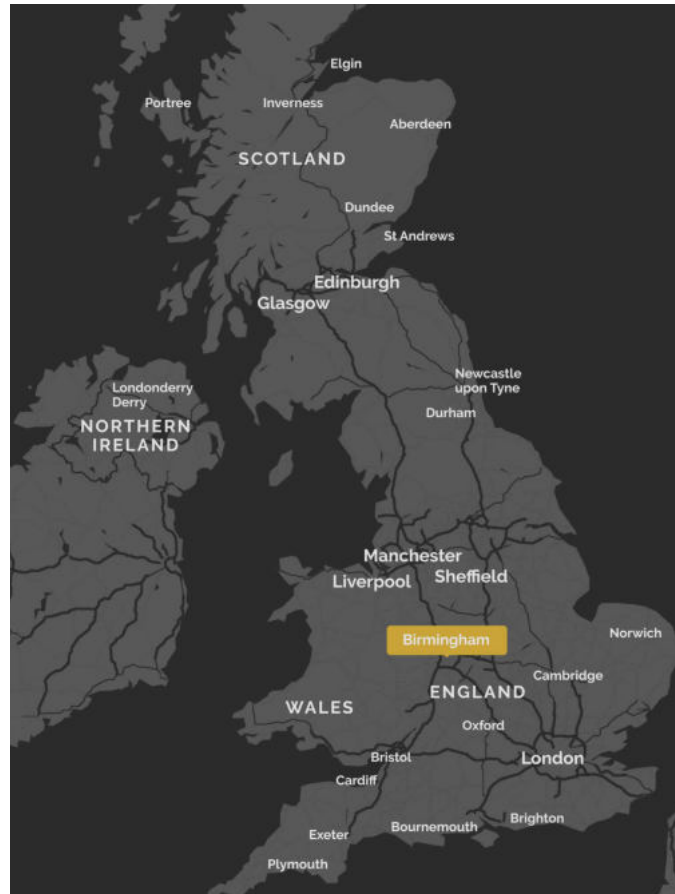 Elgin
Portree
Inverness
Aberdeen
SCOTLAND
Dundee
St Andrews
Edinburgh
Glasgow
Newcastle
upon Tyne
Londonderry
Derry
Durham
NORTHERN
IRELAND
Manchester
Liverpool
Sheffield
Birmingham
Norwich
Cambridge
ENGLAND
WALES
Oxford
Bristol
London
Cardiff
Brighton
Bournemouth
Exeter
Plymouth